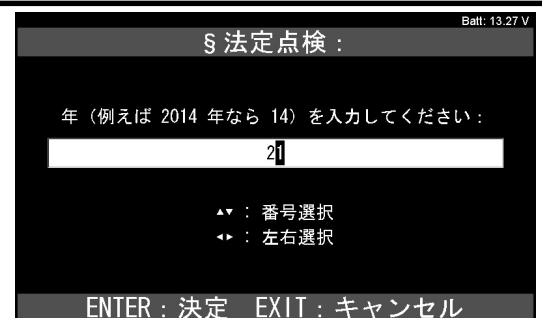 Batt: 13.27 V
§法定点検：
年（例えば 2014 年なら 14）を入力してください：
21
▲▼ ： 番号選択
◀▶ ： 左右選択
ENTER：決定 EXIT：キャンセル